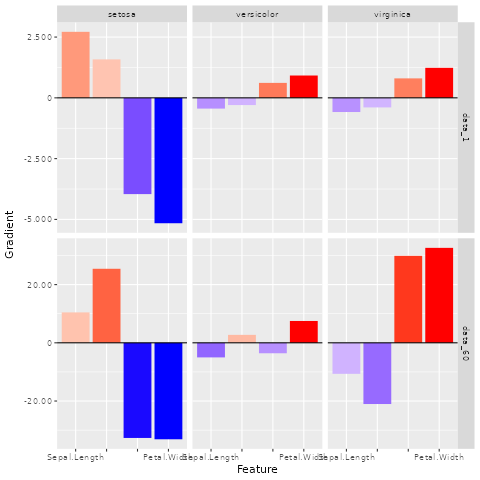 setosa versicolor virginica
2.500
0
-2.500
-5.000
data_1
20.00
0
-20.00
data_60
Gradient
Sepal.Length Petal.Width Sepal.Length Petal.Width Sepal.Length Petal.Width
Feature